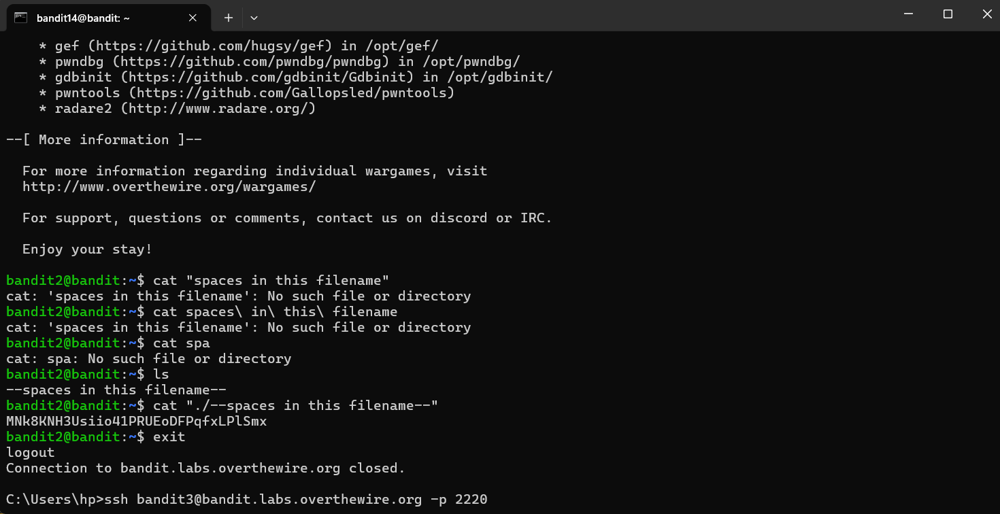 bandit14@bandit: ~
* gef (https://github.com/hugsy/gef) in /opt/gef/
* pwndbg (https://github.com/pwndbg/pwndbg) in /opt/pwndbg/
* gdbinit (https://github.com/gdbinit/Gdbinit) in /opt/gdbinit/
* pwntools (https://github.com/Gallopsled/pwntools)
* radare2 (http://www.radare.org/)
--[ More information ]--
For more information regarding individual wargames, visit
http://www.overthewire.org/wargames/
For support, questions or comments, contact us on discord or IRC.
Enjoy your stay!
bandit2@bandit:~$ cat "spaces in this filename"
cat: 'spaces in this filename': No such file or directory
bandit2@bandit:~$ cat spaces\ in\ this\ filename
cat: 'spaces in this filename': No such file or directory
bandit2@bandit:~$ cat spa
cat: spa: No such file or directory
bandit2@bandit:~$ ls
--spaces in this filename--
bandit2@bandit:~$ cat "./--spaces in this filename--"
MNk8KNH3Usiio41PRUEoDFPqfxLPlSmx
bandit2@bandit:~$ exit
logout
Connection to bandit.labs.overthewire.org closed.
C:\Users\hp>ssh bandit3@bandit.labs.overthewire.org -p 2220